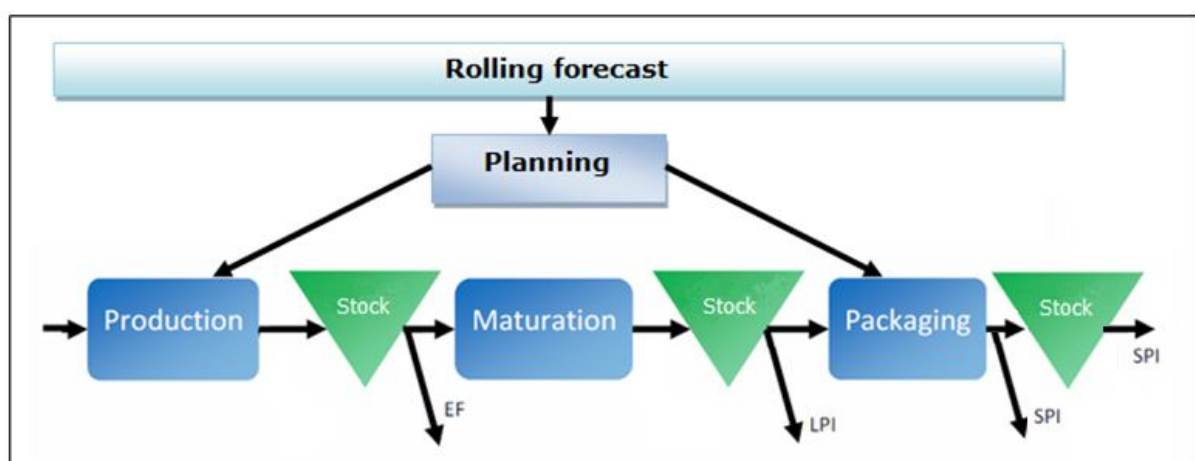 Rolling forecast
Planning
Production
Stock
Maturation
Stock
Packaging
Stock
SPI
EF
LPI
SPI